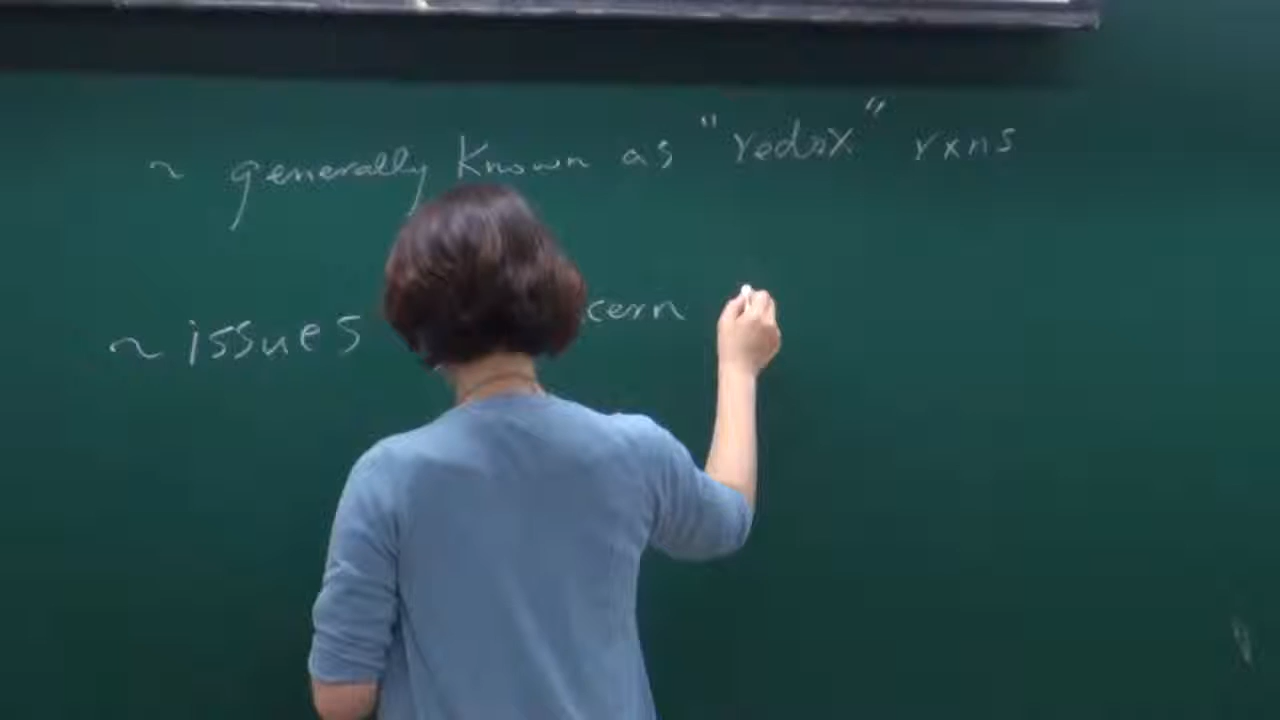 ~ generally known as "redox" rxns
~ issues cern